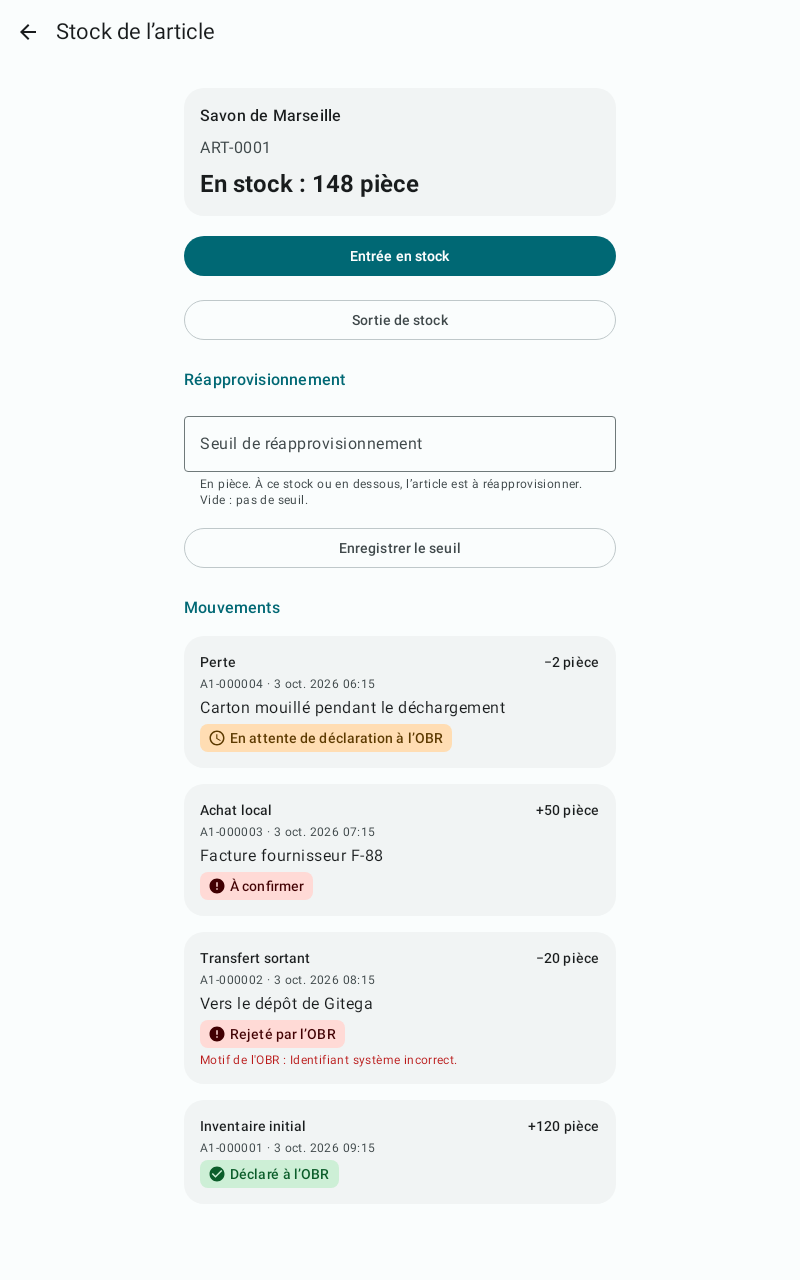 Stock de l’article
Savon de Marseille
ART-0001
En stock : 148 pièce
Entrée en stock
Sortie de stock
Réapprovisionnement
Seuil de réapprovisionnement
En pièce. À ce stock ou en dessous, l’article est à réapprovisionner.
Vide : pas de seuil.
Enregistrer le seuil
Mouvements
Perte −2 pièce
A1-000004 · 3 oct. 2026 06:15
Carton mouillé pendant le déchargement
En attente de déclaration à l’OBR
Achat local +50 pièce
A1-000003 · 3 oct. 2026 07:15
Facture fournisseur F-88
À confirmer
Transfert sortant −20 pièce
A1-000002 · 3 oct. 2026 08:15
Vers le dépôt de Gitega
Rejeté par l’OBR
Motif de l'OBR : Identifiant système incorrect.
Inventaire initial +120 pièce
A1-000001 · 3 oct. 2026 09:15
Déclaré à l’OBR